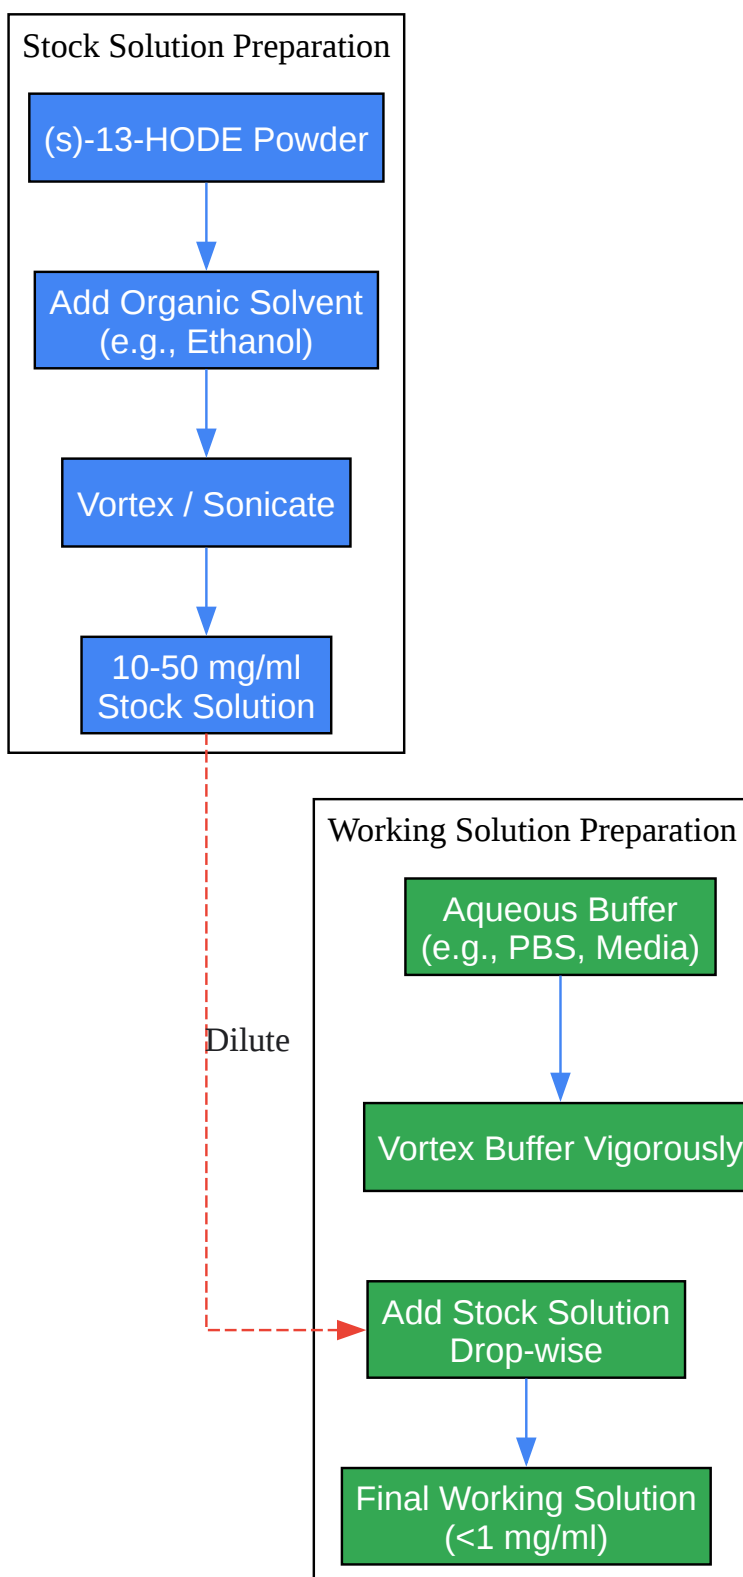 Stock Solution Preparation
(s)-13-HODE Powder
Add Organic Solvent
(e.g., Ethanol)
Vortex / Sonicate
10-50 mg/ml
Stock Solution
Working Solution Preparation
Aqueous Buffer
(e.g., PBS, Media)
Dilute
Vortex Buffer Vigorously
Add Stock Solution
Drop-wise
Final Working Solution
(<1 mg/ml)